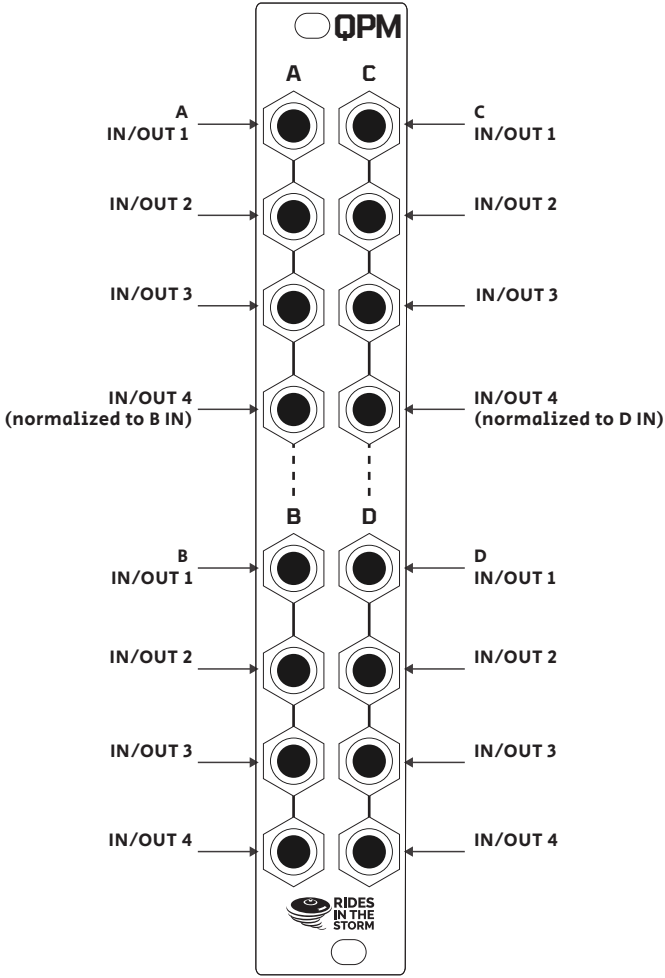 QPM
A C
A
IN/OUT 1
C
IN/OUT 1
IN/OUT 2
IN/OUT 2
IN/OUT 3
IN/OUT 3
IN/OUT 4
(normalized to B IN)
IN/OUT 4
(normalized to D IN)
B D
B
IN/OUT 1
D
IN/OUT 1
IN/OUT 2
IN/OUT 2
IN/OUT 3
IN/OUT 3
IN/OUT 4
IN/OUT 4
RIDES
IN THE
STORM